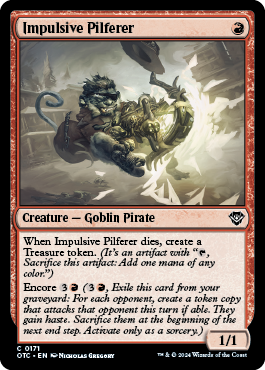 Impulsive Pilferer
Creature — Goblin Pirate
When Impulsive Pilferer dies, create a
Treasure token. (It's an artifact with “,
Sacrifice this artifact: Add one mana of any
color.”)
Encore 3 (3, Exile this card from your
graveyard: For each opponent, create a token copy
that attacks that opponent this turn if able. They
gain haste. Sacrifice them at the beginning of the
next end step. Activate only as a sorcery.)
1/1
C 0171
OTC • EN Nicholas Gregory
™ & © 2024 Wizards of the Coast